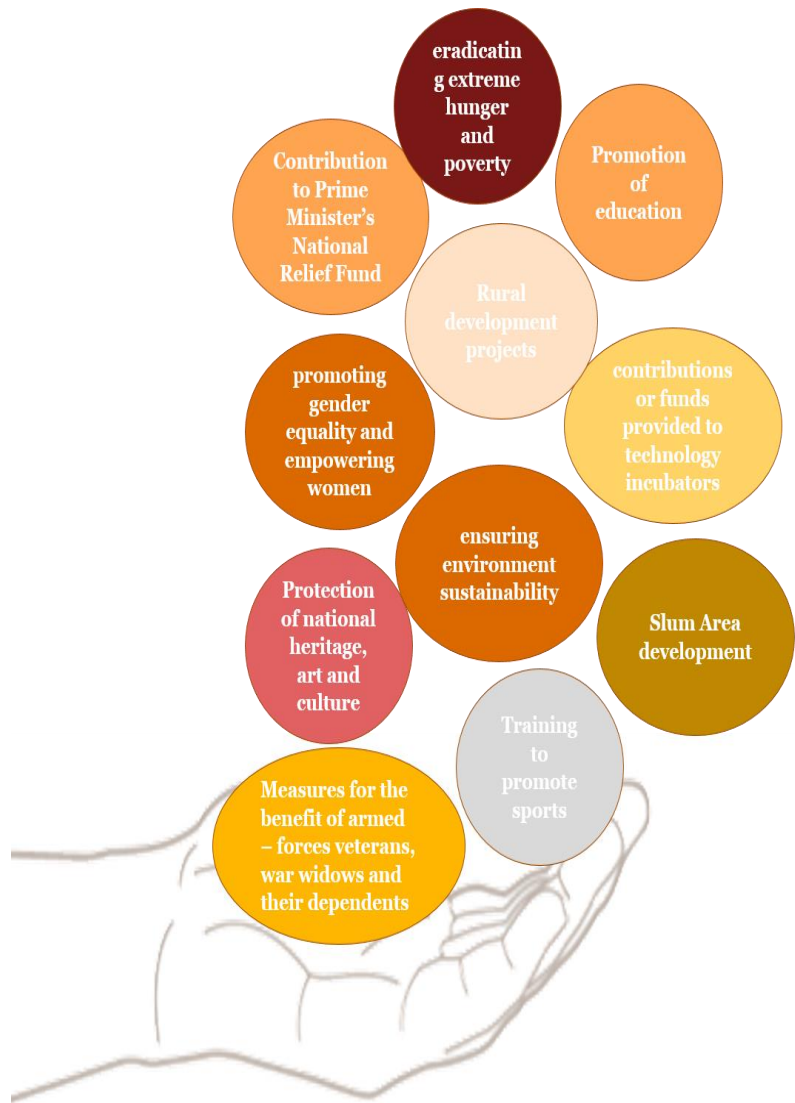 eradicatin
g extreme
hunger
and
poverty
Promotion
of
education
Contribution
to Prime
Minister’s
National
Relief Fund
Rural
development
projects
promoting
gender
equality and
empowering
women
contributions
or funds
provided to
technology
incubators
ensuring
environment
sustainability
Protection
of national
heritage,
art and
culture
Slum Area
development
Training
to
promote
sports
Measures for the
benefit of armed
– forces veterans,
war widows and
their dependents